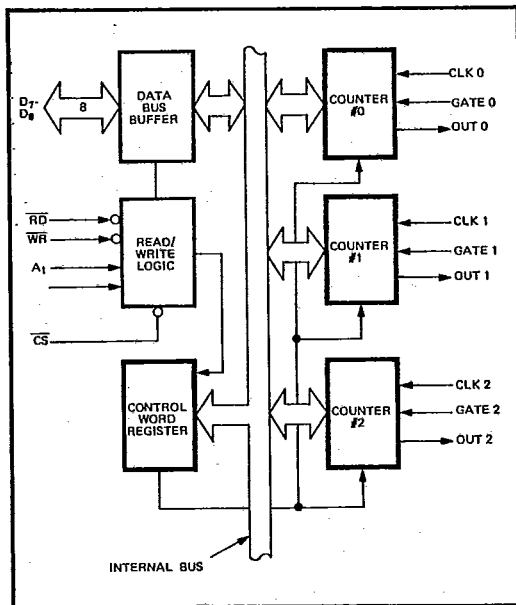 D7-
D0
8
DATA
BUS
BUFFER
COUNTER
#0
CLK 0
GATE 0
OUT 0
RD
WR
A1
CS
READ/
WRITE
LOGIC
COUNTER
#1
CLK 1
GATE 1
OUT 1
CONTROL
WORD
REGISTER
COUNTER
#2
CLK 2
GATE 2
OUT 2
INTERNAL BUS